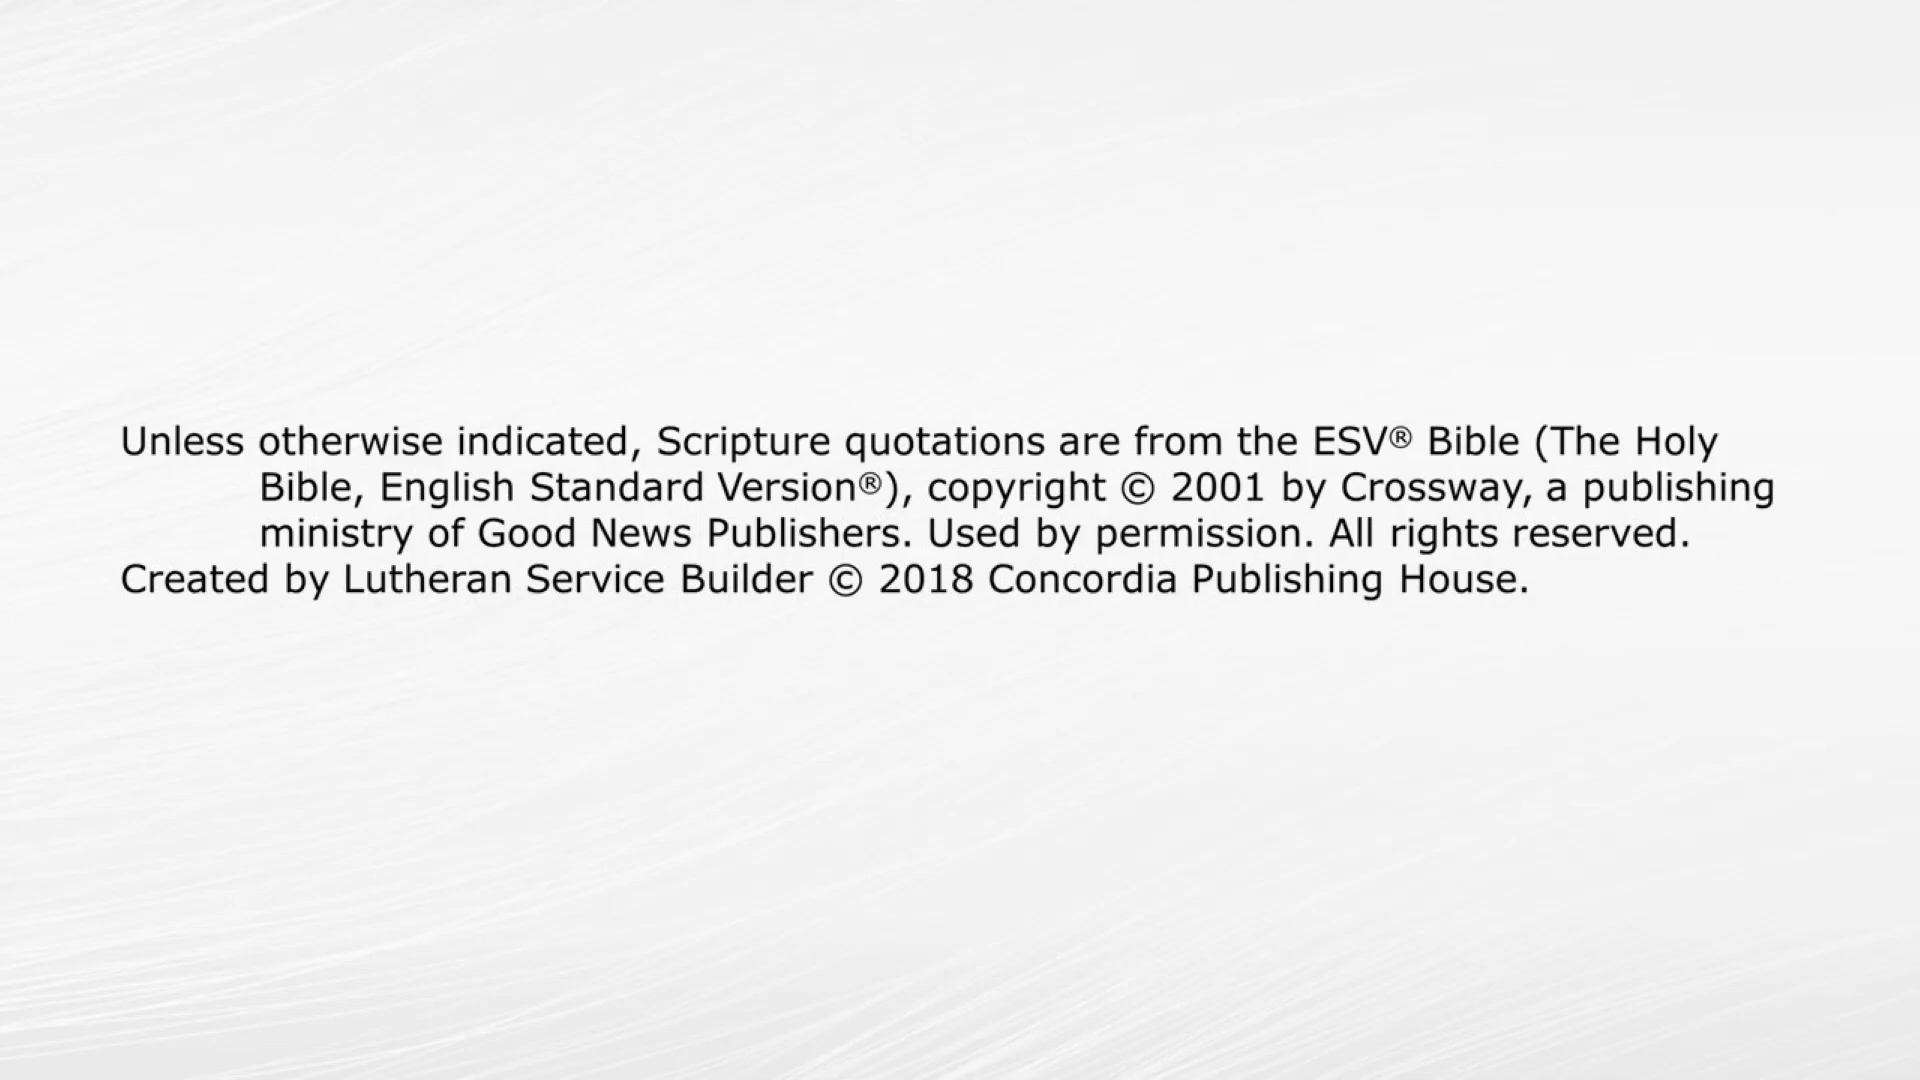 Unless otherwise indicated, Scripture quotations are from the ESV® Bible (The Holy
Bible, English Standard Version®), copyright © 2001 by Crossway, a publishing
ministry of Good News Publishers. Used by permission. All rights reserved.
Created by Lutheran Service Builder © 2018 Concordia Publishing House.